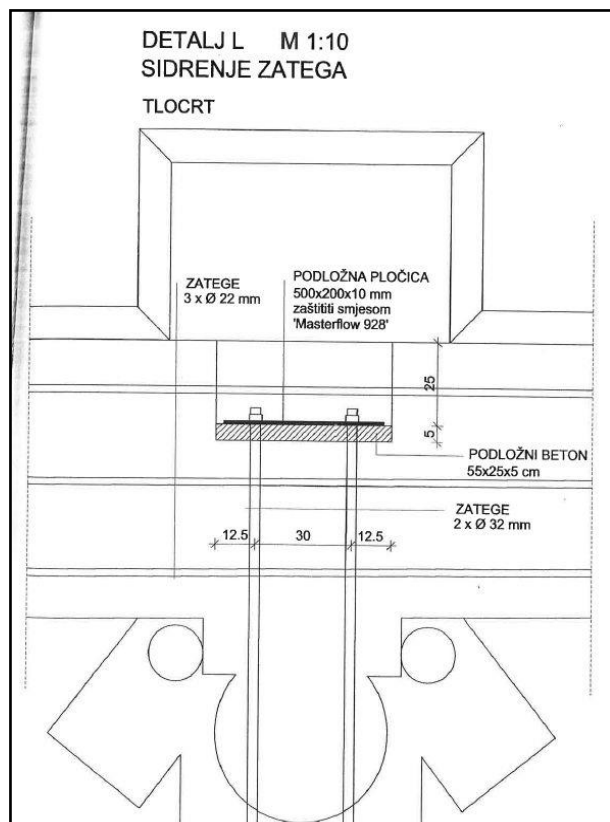 DETALJ L M 1:10
SIDRENJE ZATEGA
TLOCRT
ZATEGE
3 x Ø 22 mm
PODLOŽNA PLOČICA
500x200x10 mm
zaštititi smjesom
'Masterflow 928'
25
5
PODLOŽNI BETON
55x25x5 cm
ZATEGE
2 x Ø 32 mm
12.5
30
12.5